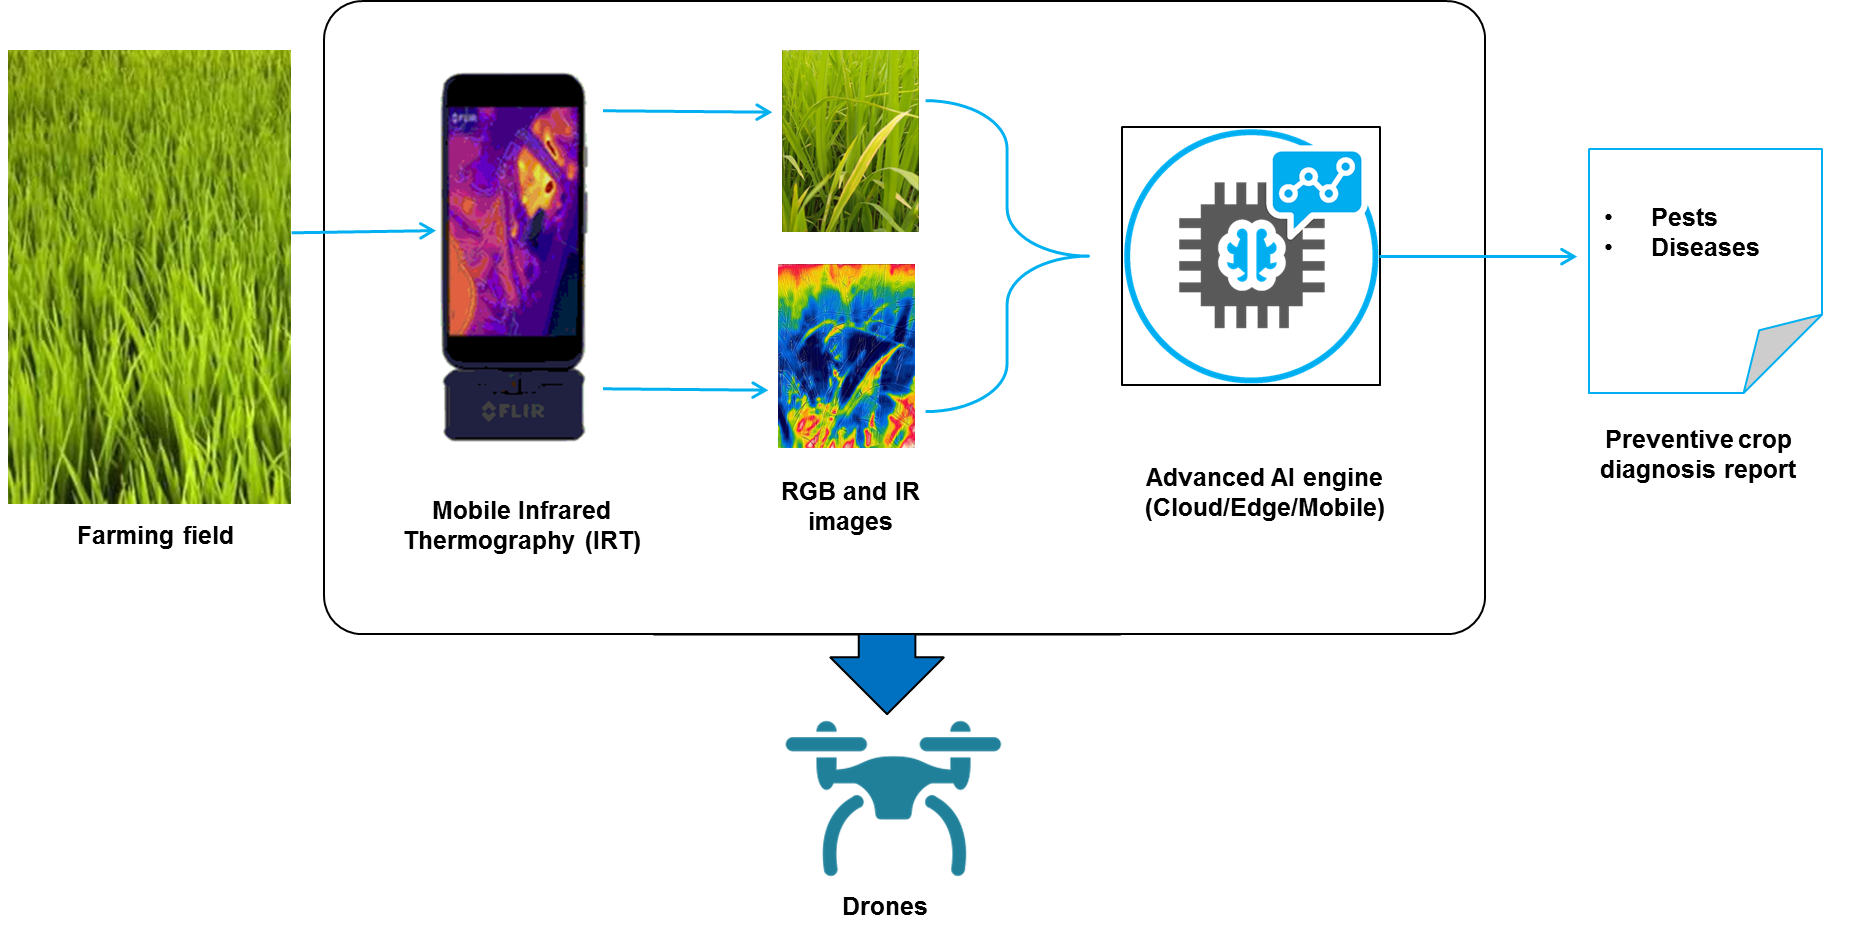 FLIR
FLIR
Farming field
Mobile Infrared
Thermography (IRT)
RGB and IR
images
Advanced AI engine
(Cloud/Edge/Mobile)
• Pests
• Diseases
Preventive crop
diagnosis report
Drones